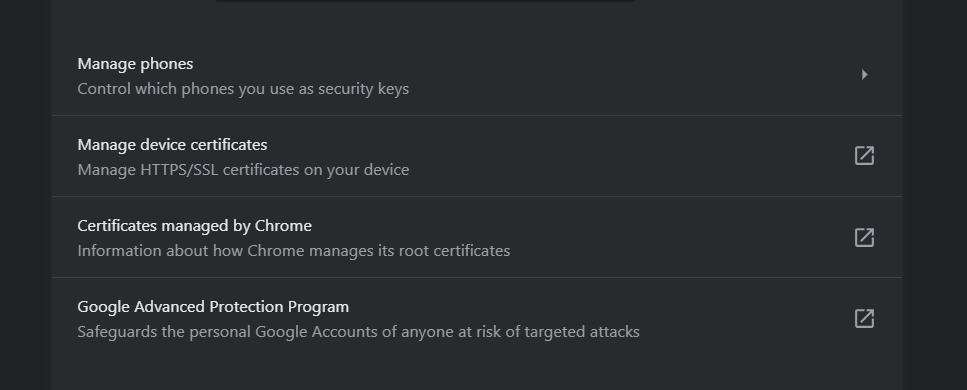 Manage phones
Control which phones you use as security keys
Manage device certificates
Manage HTTPS/SSL certificates on your device
Certificates managed by Chrome
Information about how Chrome manages its root certificates
Google Advanced Protection Program
Safeguards the personal Google Accounts of anyone at risk of targeted attacks